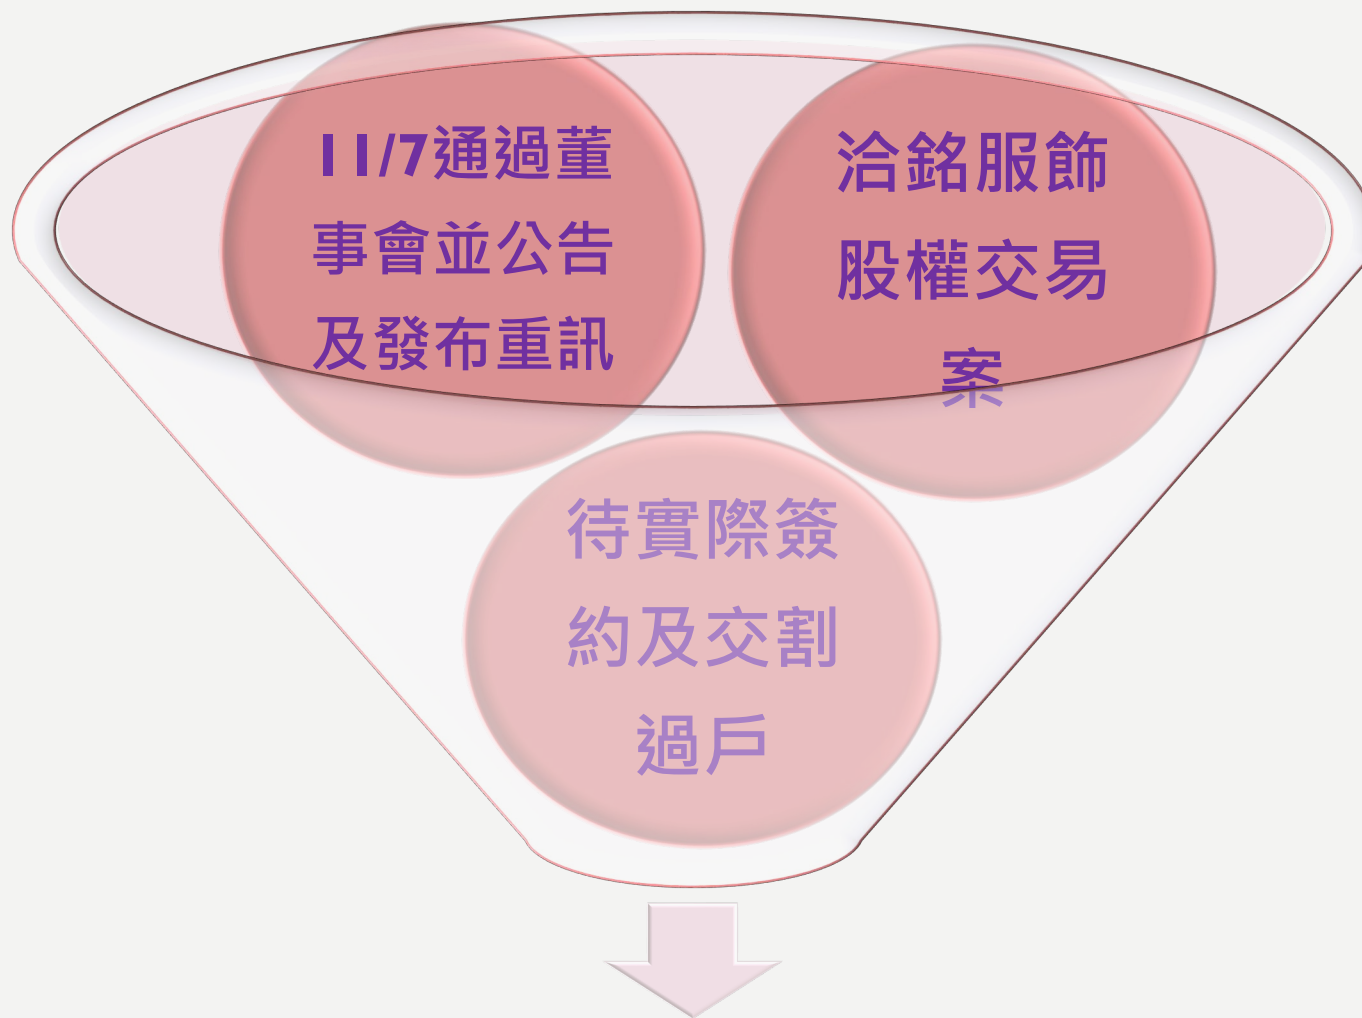 11/7通過董
事會並公告
及發布重訊
洽銘服飾
股權交易
案
待實際簽
約及交割
過戶